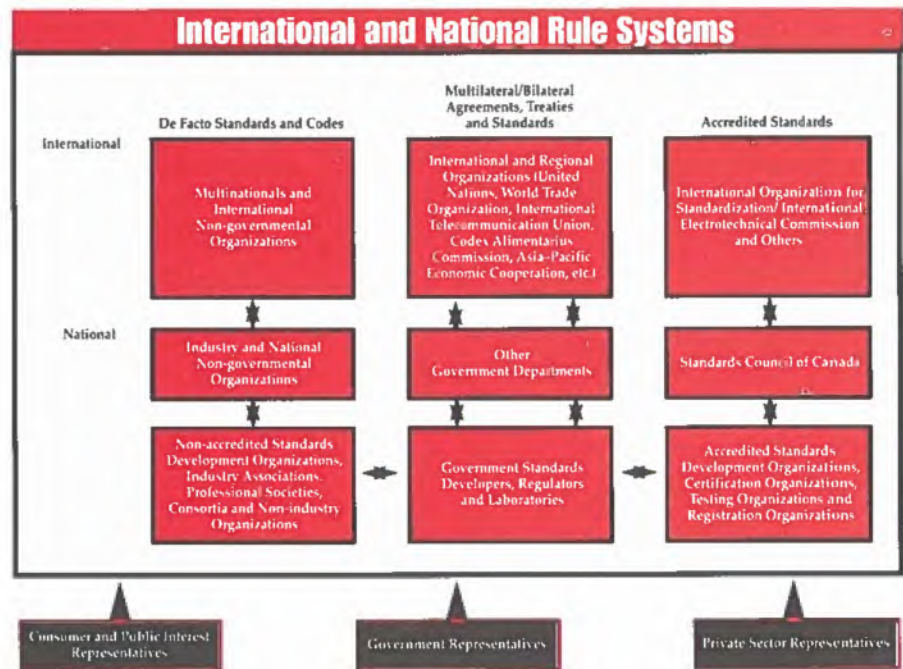 International and National Rule Systems
De Facto Standards and Codes
Multilateral/Bilateral
Agreements, Treaties
and Standards
Accredited Standards
International
Multinationals and
International
Non-governmental
Organizations
International and Regional
Organizations (United
Nations, World Trade
Organization, International
Telecommunication Union,
Codex Alimentarius
Commission, Asia-Pacific
Economic Cooperation, etc.)
International Organization for
Standardization/ International
Electrotechnical Commission
and Others
National
Industry and National
Non-governmental
Organizations
Other
Government Departments
Standards Council of Canada
Non-accredited Standards
Development Organizations,
Industry Associations,
Professional Societies,
Consortia and Non-industry
Organizations
Government Standards
Developers, Regulators
and Laboratories
Accredited Standards
Development Organizations,
Certification Organizations,
Testing Organizations and
Registration Organizations
Consumer and Public Interest
Representatives
Government Representatives
Private Sector Representatives